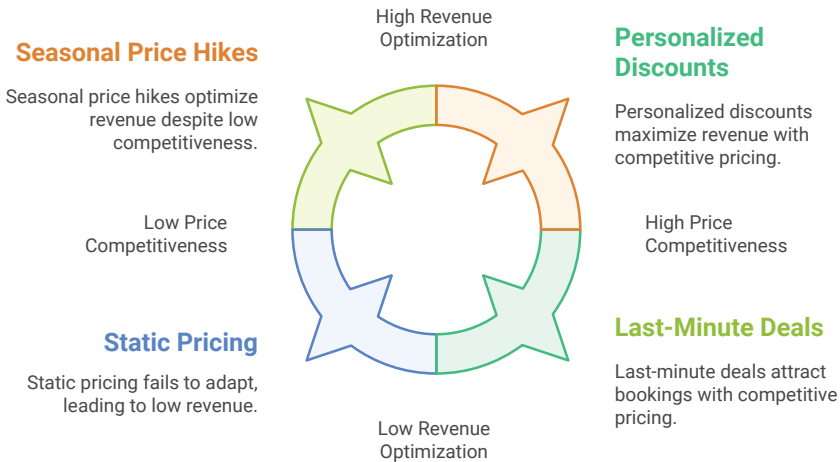 High Revenue
Optimization
Seasonal Price Hikes
Seasonal price hikes optimize
revenue despite low
competitiveness.
Personalized
Discounts
Personalized discounts
maximize revenue with
competitive pricing.
Low Price
Competitiveness
High Price
Competitiveness
Static Pricing
Static pricing fails to adapt,
leading to low revenue.
Last-Minute Deals
Last-minute deals attract
bookings with competitive
pricing.
Low Revenue
Optimization